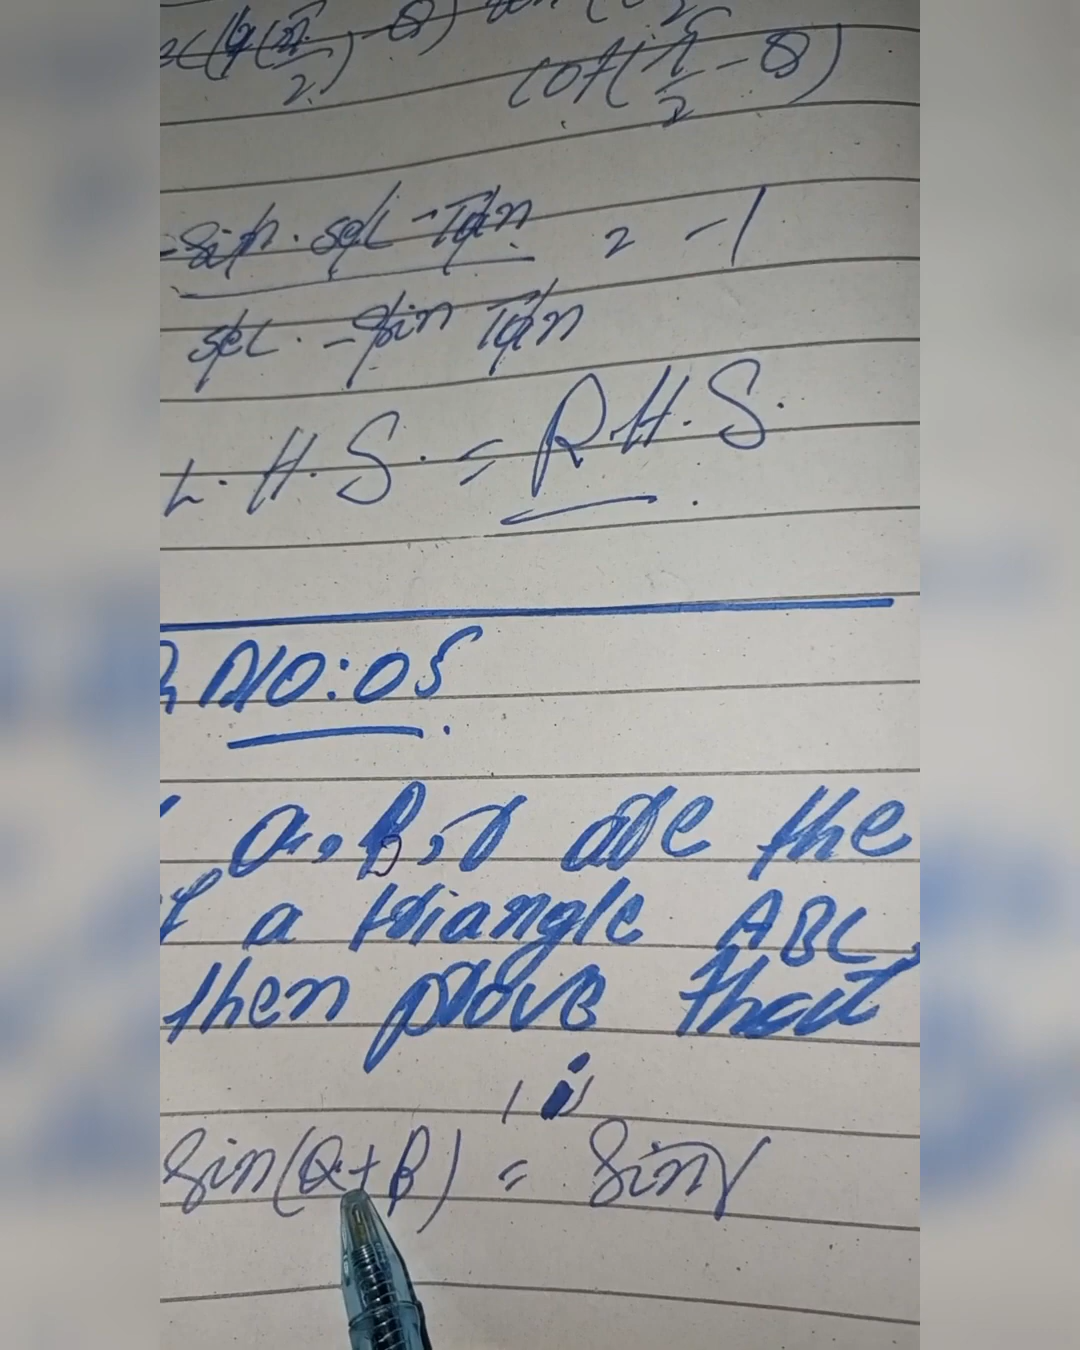 cot(π/2 - θ)
-Sin . sec - Tan = -1
sec . - Sin Tan
L.H.S. = R.H.S.
NO:05
α, β, γ are the
a triangle ABC,
then prove that
i
Sin(α+β) = Sinγ